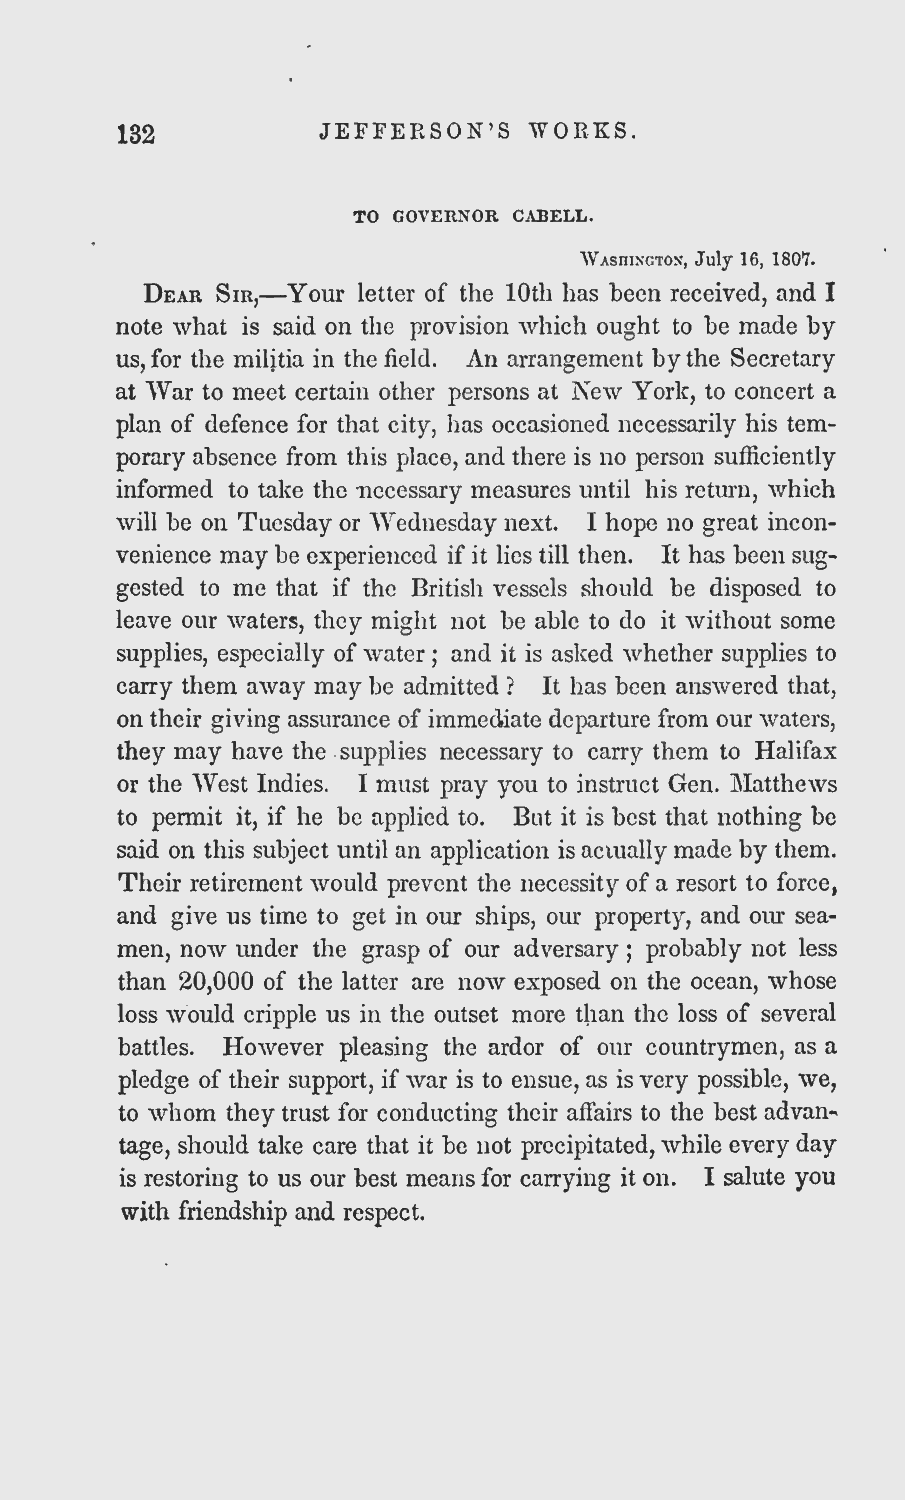 132 JEFFERSON'S WORKS.
TO GOVERNOR CABELL.
WASHINGTON, July 16, 1807.
DEAR SIR,—Your letter of the 10th has been received, and I
note what is said on the provision which ought to be made by
us, for the militia in the field. An arrangement by the Secretary
at War to meet certain other persons at New York, to concert a
plan of defence for that city, has occasioned necessarily his tem-
porary absence from this place, and there is no person sufficiently
informed to take the necessary measures until his return, which
will be on Tuesday or Wednesday next. I hope no great incon-
venience may be experienced if it lies till then. It has been sug-
gested to me that if the British vessels should be disposed to
leave our waters, they might not be able to do it without some
supplies, especially of water; and it is asked whether supplies to
carry them away may be admitted? It has been answered that,
on their giving assurance of immediate departure from our waters,
they may have the supplies necessary to carry them to Halifax
or the West Indies. I must pray you to instruct Gen. Matthews
to permit it, if he be applied to. But it is best that nothing be
said on this subject until an application is actually made by them.
Their retirement would prevent the necessity of a resort to force,
and give us time to get in our ships, our property, and our sea-
men, now under the grasp of our adversary; probably not less
than 20,000 of the latter are now exposed on the ocean, whose
loss would cripple us in the outset more than the loss of several
battles. However pleasing the ardor of our countrymen, as a
pledge of their support, if war is to ensue, as is very possible, we,
to whom they trust for conducting their affairs to the best advan-
tage, should take care that it be not precipitated, while every day
is restoring to us our best means for carrying it on. I salute you
with friendship and respect.